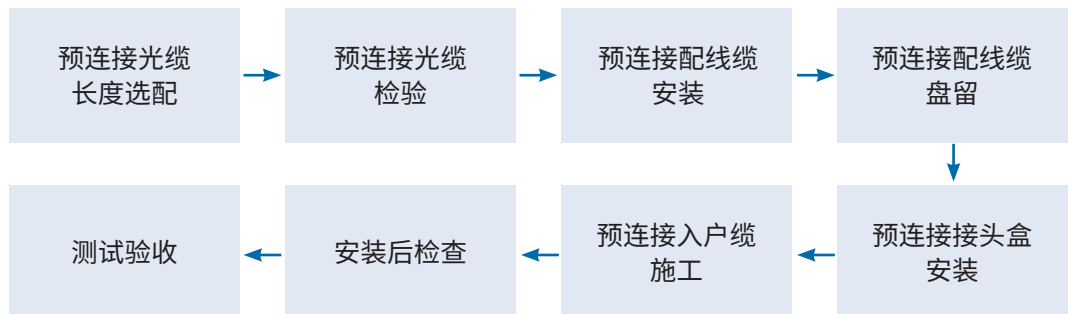 预连接光缆
长度选配
预连接光缆
检验
预连接配线缆
安装
预连接配线缆
盘留
预连接接头盒
安装
预连接入户缆
施工
安装后检查
测试验收